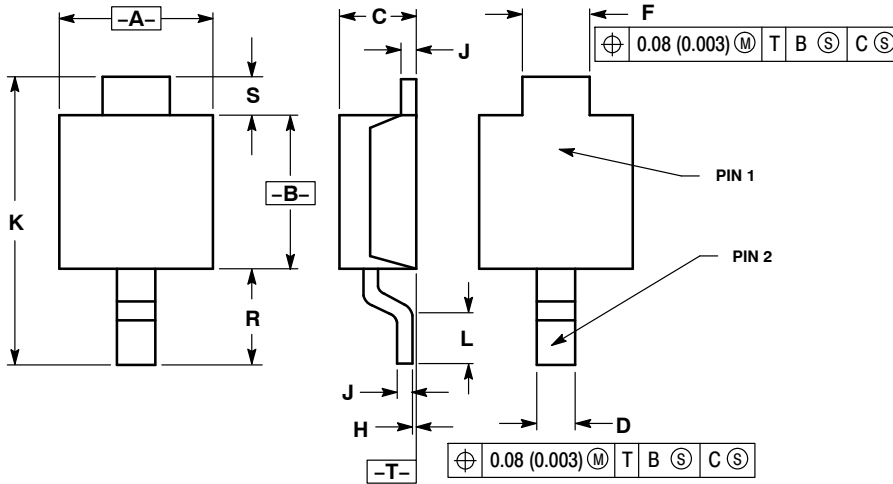 –A–
C
F
J
⌖ 0.08 (0.003) Ⓜ T B Ⓢ C Ⓢ
S
K
–B–
PIN 1
PIN 2
R
L
J
H
D
⌖ 0.08 (0.003) Ⓜ T B Ⓢ C Ⓢ
–T–